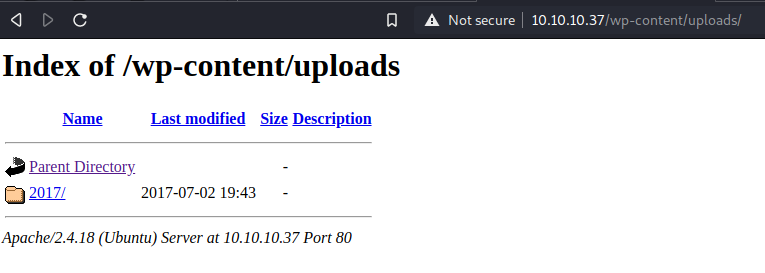 Not secure 10.10.10.37/wp-content/uploads/
Index of /wp-content/uploads
Name Last modified Size Description
Parent Directory -
2017/ 2017-07-02 19:43 -
Apache/2.4.18 (Ubuntu) Server at 10.10.10.37 Port 80